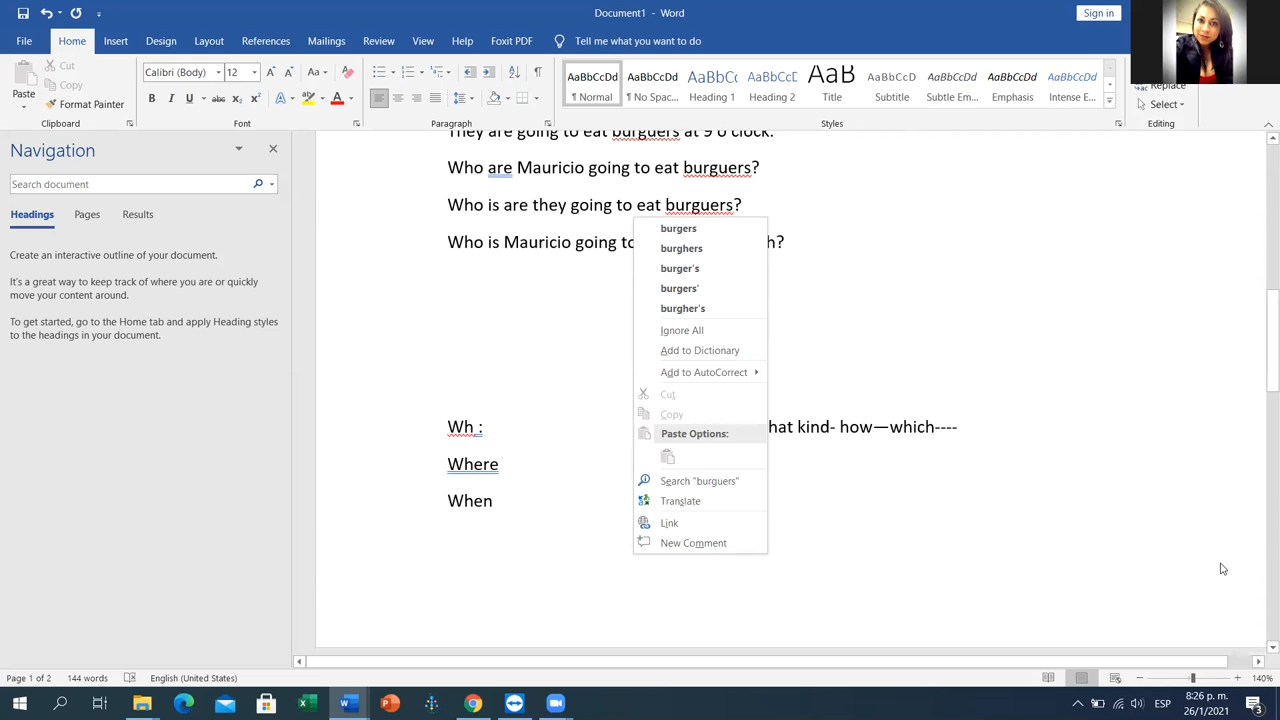 Document1 - Word
Sign in
File Home Insert Design Layout References Mailings Review View Help Foxit PDF Tell me what you want to do
Paste
Cut
Copy
Format Painter
Clipboard
Calibri (Body) 12
Font
Paragraph
AaBbCcDd AaBbCcDd AaBbCc AaBbCcD AaB AaBbCcD AaBbCcDd AaBbCcDd AaBbCcDd
¶ Normal ¶ No Spac... Heading 1 Heading 2 Title Subtitle Subtle Em... Emphasis Intense E...
Styles
Replace
Select
Editing
Navigation
Search document
Headings Pages Results
Create an interactive outline of your document.
It's a great way to keep track of where you are or quickly
move your content around.
To get started, go to the Home tab and apply Heading styles
to the headings in your document.
They are going to eat burguers at 9 o clock.
Who are Mauricio going to eat burguers?
Who is are they going to eat burguers?
Who is Mauricio going to h?
burgers
burghers
burger's
burgers'
burgher's
Ignore All
Add to Dictionary
Add to AutoCorrect
Cut
Copy
Paste Options:
Search "burguers"
Translate
Link
New Comment
Wh : hat kind- how—which----
Where
When
Page 1 of 2 144 words English (United States) 140%
ESP 8:26 p. m.
26/1/2021
3